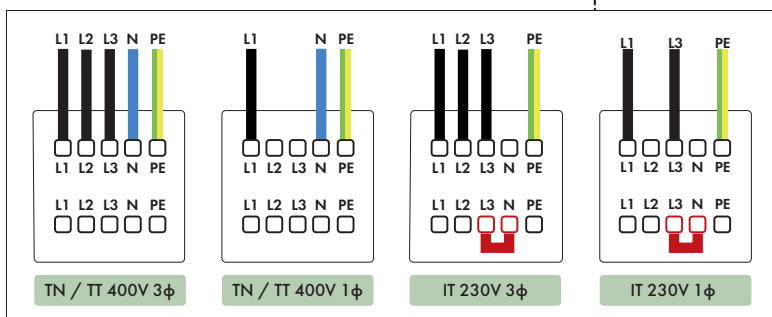 L1 L2 L3 N PE
L1 L2 L3 N PE
L1 L2 L3 N PE
TN / TT 400V 3ϕ
L1 N PE
L1 L2 L3 N PE
L1 L2 L3 N PE
TN / TT 400V 1ϕ
L1 L2 L3 PE
L1 L2 L3 N PE
L1 L2 L3 N PE
IT 230V 3ϕ
L1 L3 PE
L1 L2 L3 N PE
L1 L2 L3 N PE
IT 230V 1ϕ